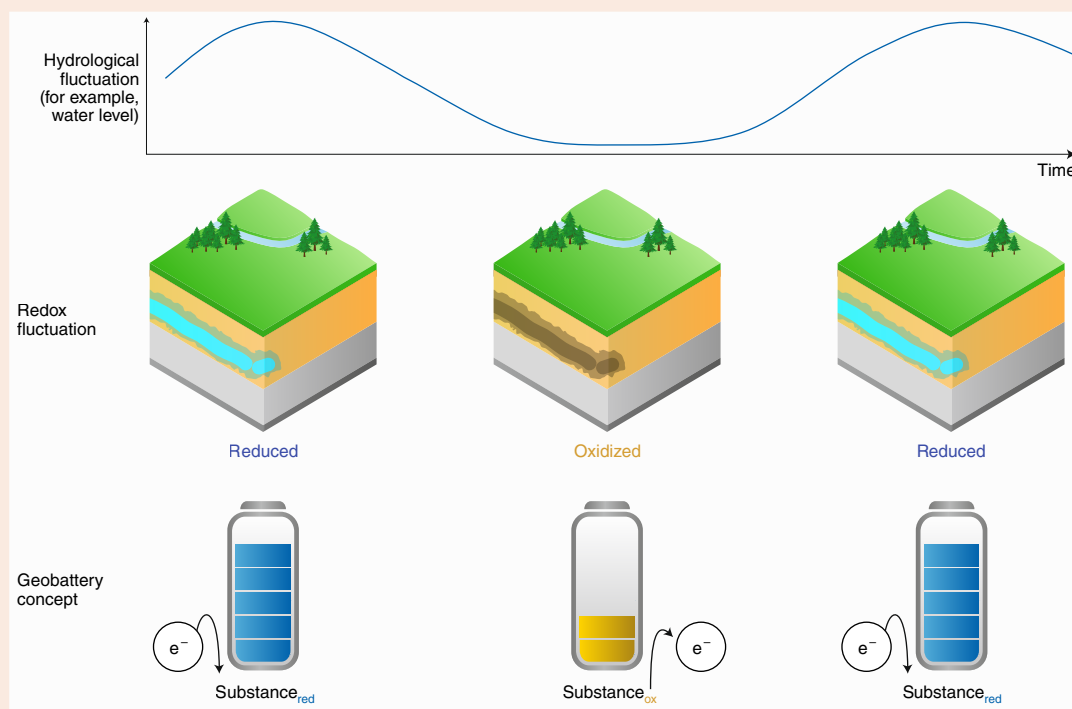 Hydrological
fluctuation
(for example,
water level)
Time
Redox
fluctuation
Reduced
Oxidized
Reduced
Geobattery
concept
e⁻
e⁻
e⁻
Substance_red
Substance_ox
Substance_red